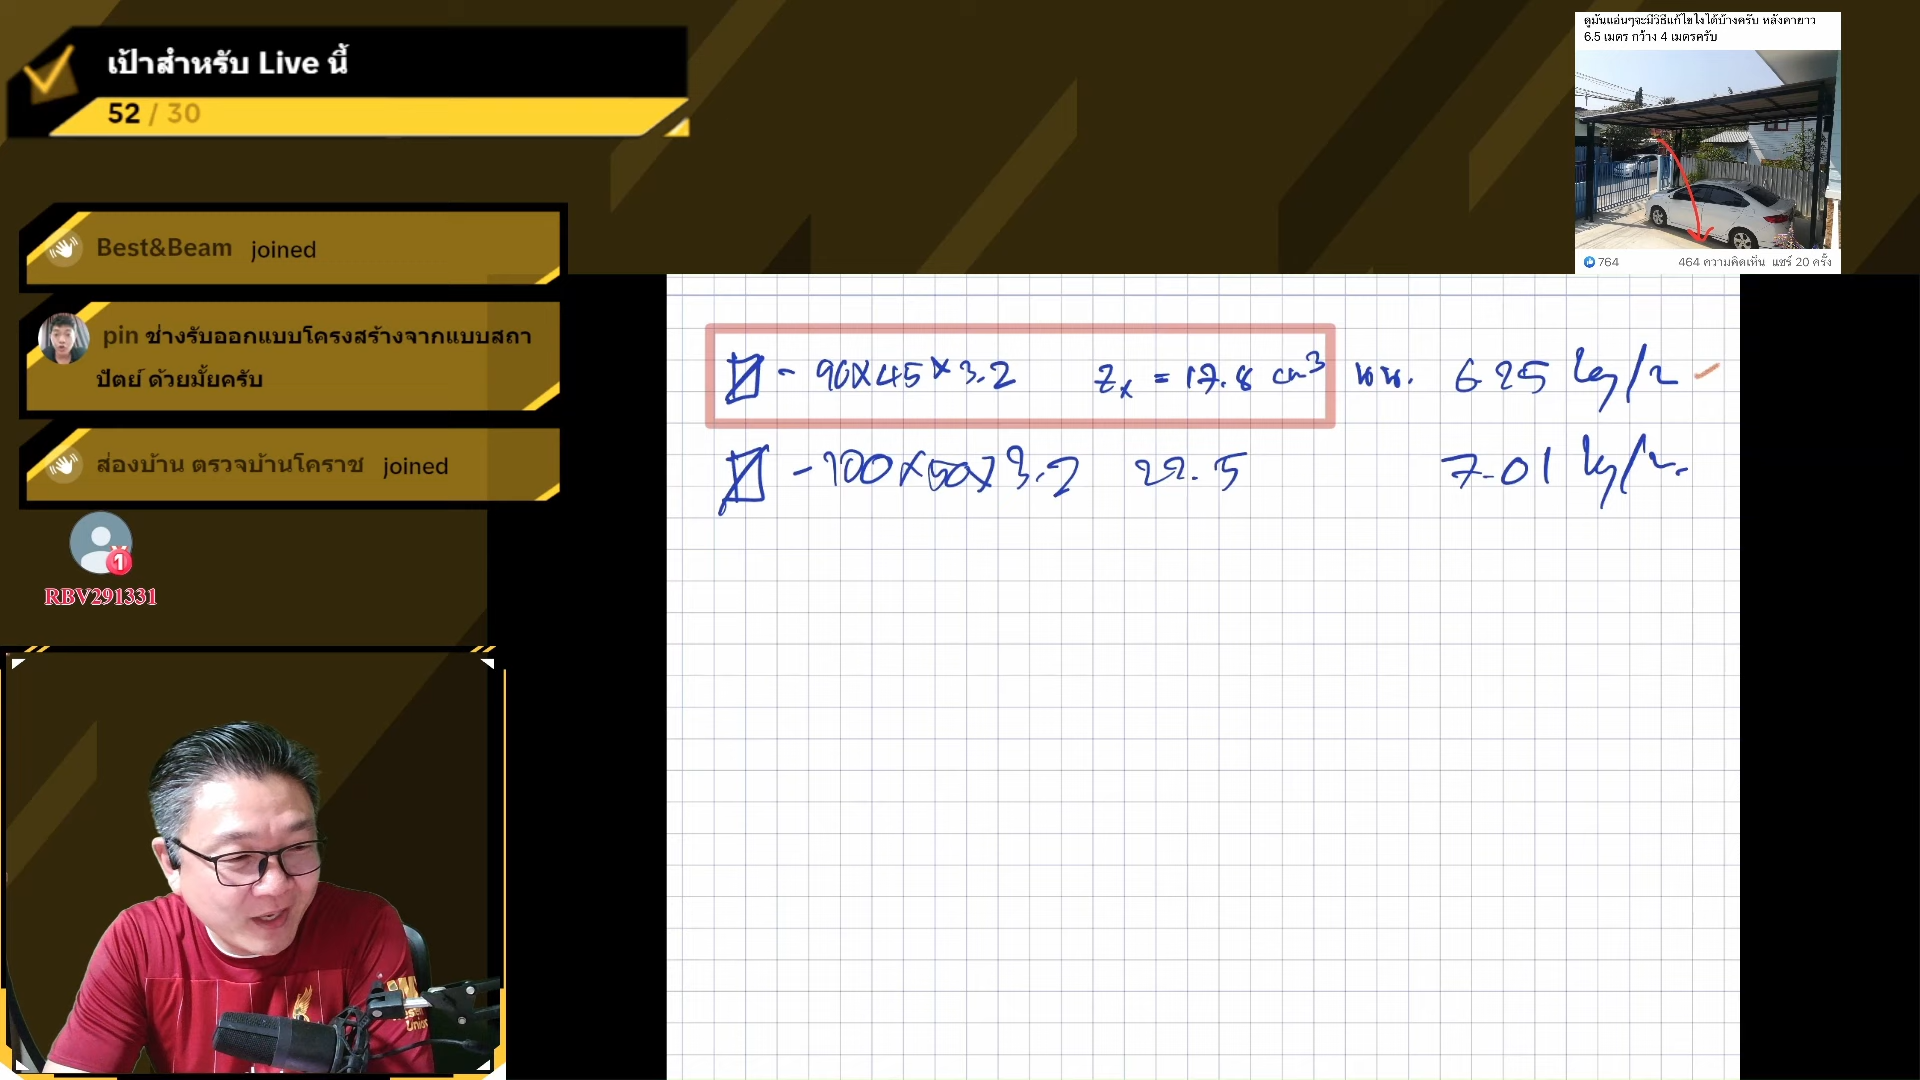 เป้าสำหรับ Live นี้
52 / 30
ดูมันแอ่นๆจะมีวิธีแก้ไขไงได้บ้างครับ หลังคายาว
6.5 เมตร กว้าง 4 เมตรครับ
764 464 ความคิดเห็น แชร์ 20 ครั้ง
Best&Beam joined
pin ช่างรับออกแบบโครงสร้างจากแบบสถา
ปัตย์ ด้วยมั้ยครับ
ส่องบ้าน ตรวจบ้านโคราช joined
1
RBV291331
- 90x45x3.2 Zx = 17.8 cm³ นน. 6.25 kg/m
- 100x50x3.2 22.5 7.01 kg/m.